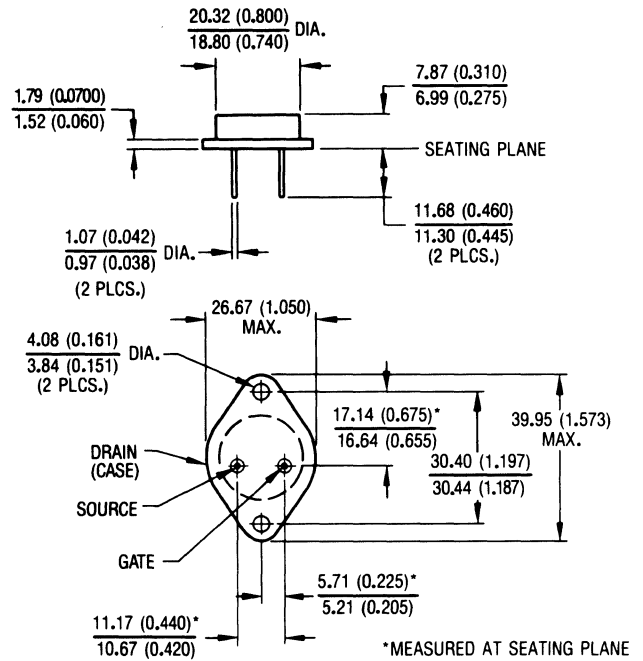 20.32 (0.800)
18.80 (0.740) DIA.
1.79 (0.0700)
1.52 (0.060)
7.87 (0.310)
6.99 (0.275)
SEATING PLANE
11.68 (0.460)
11.30 (0.445)
(2 PLCS.)
1.07 (0.042)
0.97 (0.038) DIA.
(2 PLCS.)
26.67 (1.050)
MAX.
4.08 (0.161)
3.84 (0.151) DIA.
(2 PLCS.)
17.14 (0.675)*
16.64 (0.655)
39.95 (1.573)
MAX.
30.40 (1.197)
30.44 (1.187)
DRAIN
(CASE)
SOURCE
GATE
5.71 (0.225)*
5.21 (0.205)
11.17 (0.440)*
10.67 (0.420)
*MEASURED AT SEATING PLANE